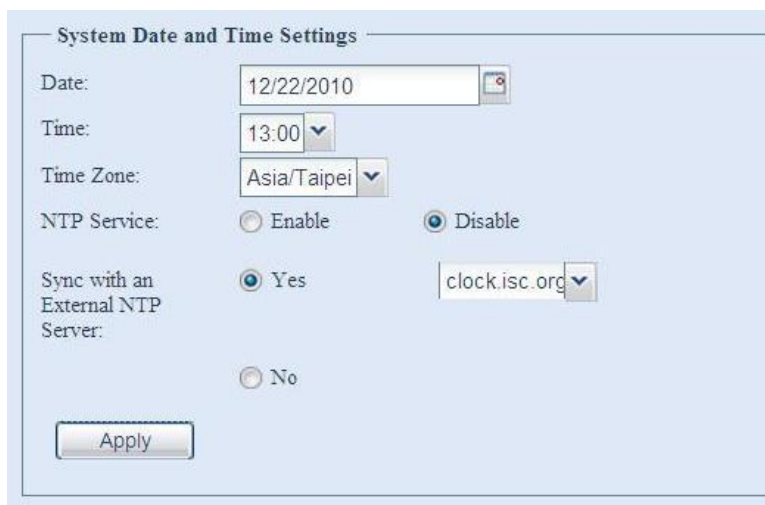 System Date and Time Settings
Date: 12/22/2010
Time: 13:00
Time Zone: Asia/Taipei
NTP Service: Enable Disable
Sync with an Yes clock.isc.org
External NTP
Server:
No
Apply